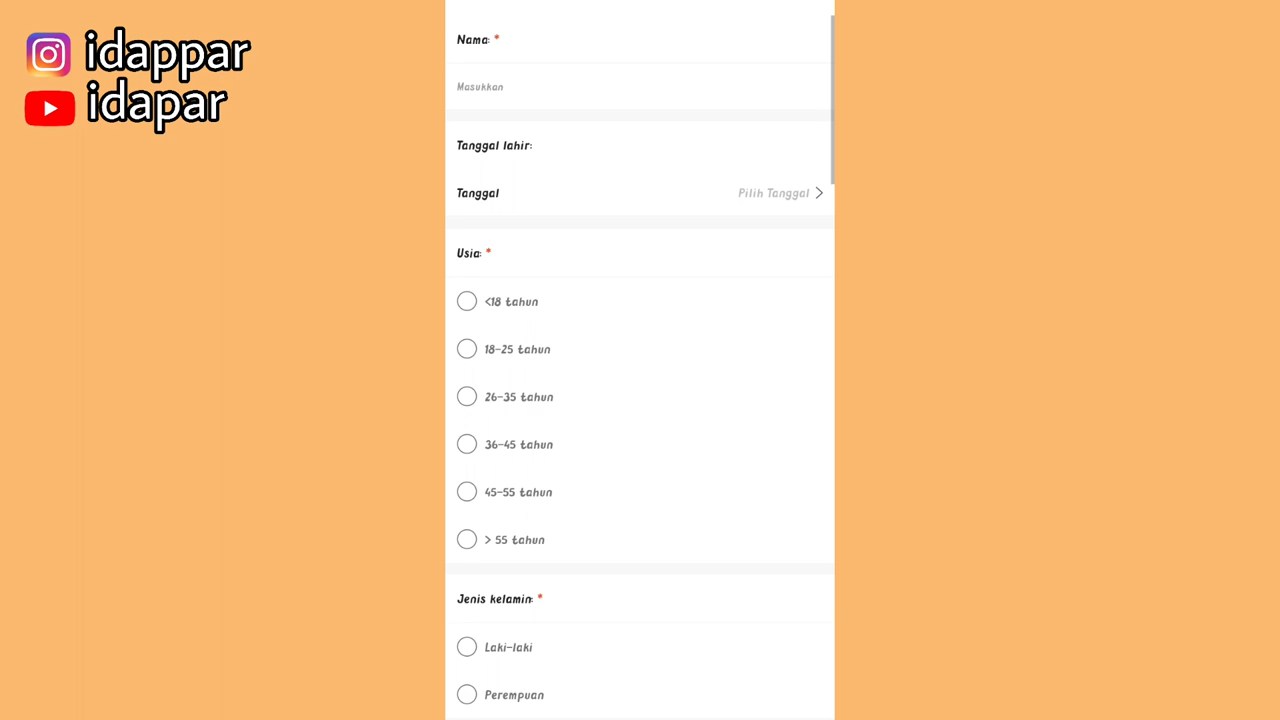 idappar
idapar
Nama: *
Masukkan
Tanggal lahir:
Tanggal
Pilih Tanggal
Usia: *
<18 tahun
18-25 tahun
26-35 tahun
36-45 tahun
45-55 tahun
> 55 tahun
Jenis kelamin: *
Laki-laki
Perempuan